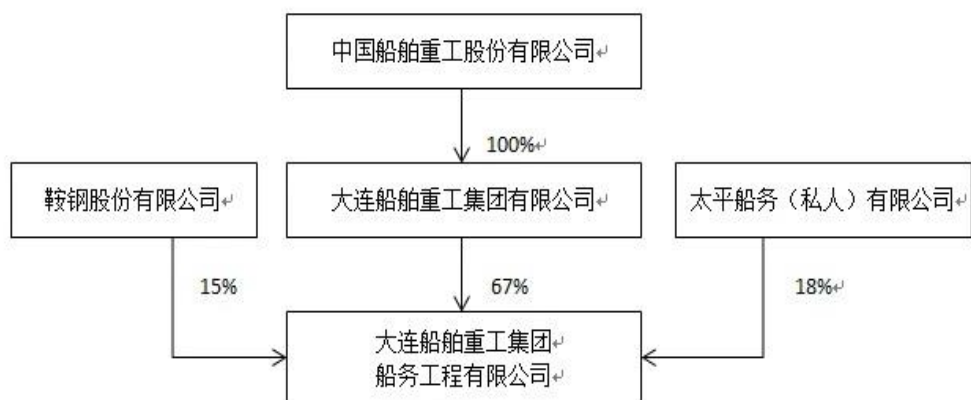 中国船舶重工股份有限公司
100%
鞍钢股份有限公司
大连船舶重工集团有限公司
太平船务（私人）有限公司
15%
67%
18%
大连船舶重工集团
船务工程有限公司